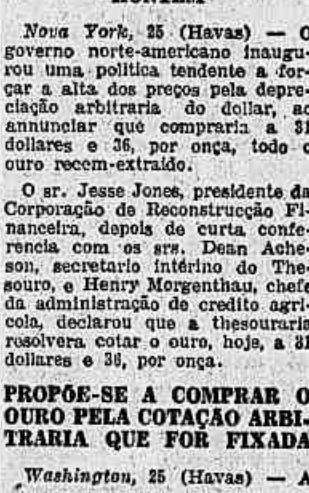 Nova York, 25 (Havas) — O
governo norte-americano inaugu-
rou uma politica tendente a for-
çar a alta dos preços pela depre-
ciação arbitraria do dollar, ao
annunciar que compraria a 31
dollares e 36, por onça, todo o
ouro recem-extraido.
O sr. Jesse Jones, presidente da
Corporação de Reconstrucção Fi-
nanceira, depois de curta confe-
rencia com os srs. Dean Ache-
son, secretario intérino do The-
souro, e Henry Morgenthau, chefe
da administração de credito agri-
cola, declarou que a thesouraria
resolvera cotar o ouro, hoje, a 31
dollares e 36, por onça.
PROPÕE-SE A COMPRAR O
OURO PELA COTAÇÃO ARBI-
TRARIA QUE FOR FIXADA
Washington, 25 (Havas) — A